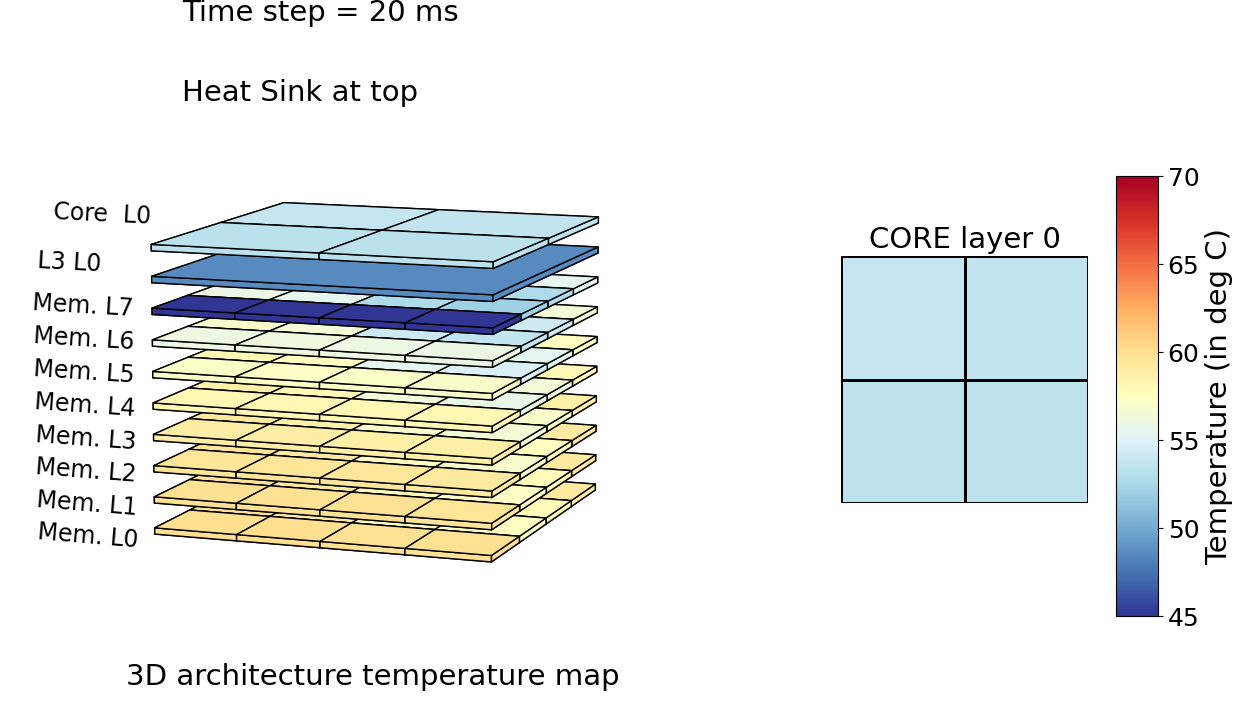 Time step = 20 ms
Heat Sink at top
Core L0
L3 L0
Mem. L7
Mem. L6
Mem. L5
Mem. L4
Mem. L3
Mem. L2
Mem. L1
Mem. L0
3D architecture temperature map
CORE layer 0
70
65
60
55
50
45
Temperature (in deg C)